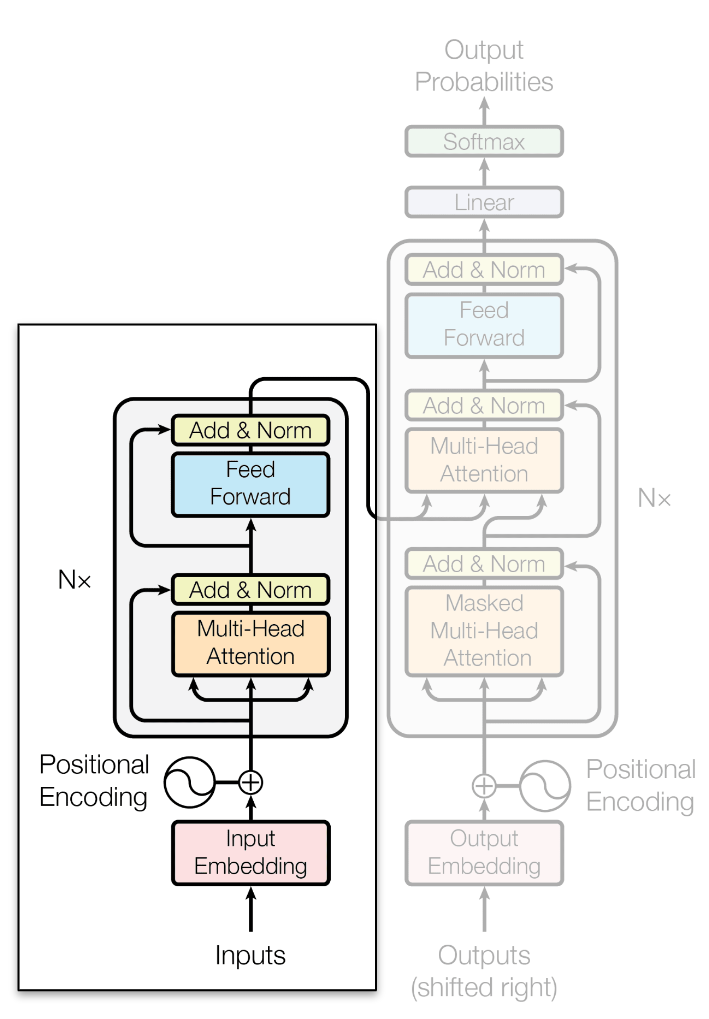 Output
Probabilities
Softmax
Linear
Add & Norm
Feed
Forward
Add & Norm
Multi-Head
Attention
Add & Norm
Masked
Multi-Head
Attention
N×
Positional
Encoding
Output
Embedding
Outputs
(shifted right)
Add & Norm
Feed
Forward
Add & Norm
Multi-Head
Attention
N×
Positional
Encoding
Input
Embedding
Inputs